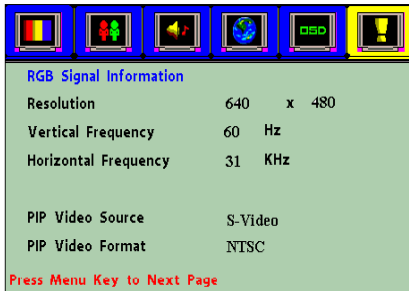 OSD
RGB Signal Information
Resolution 640 x 480
Vertical Frequency 60 Hz
Horizontal Frequency 31 KHz
PIP Video Source S-Video
PIP Video Format NTSC
Press Menu Key to Next Page